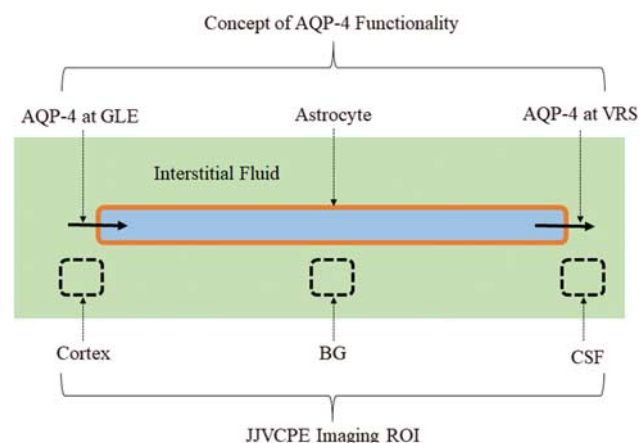 Concept of AQP-4 Functionality
AQP-4 at GLE
Astrocyte
AQP-4 at VRS
Interstitial Fluid
Cortex
BG
CSF
JJVCPE Imaging ROI